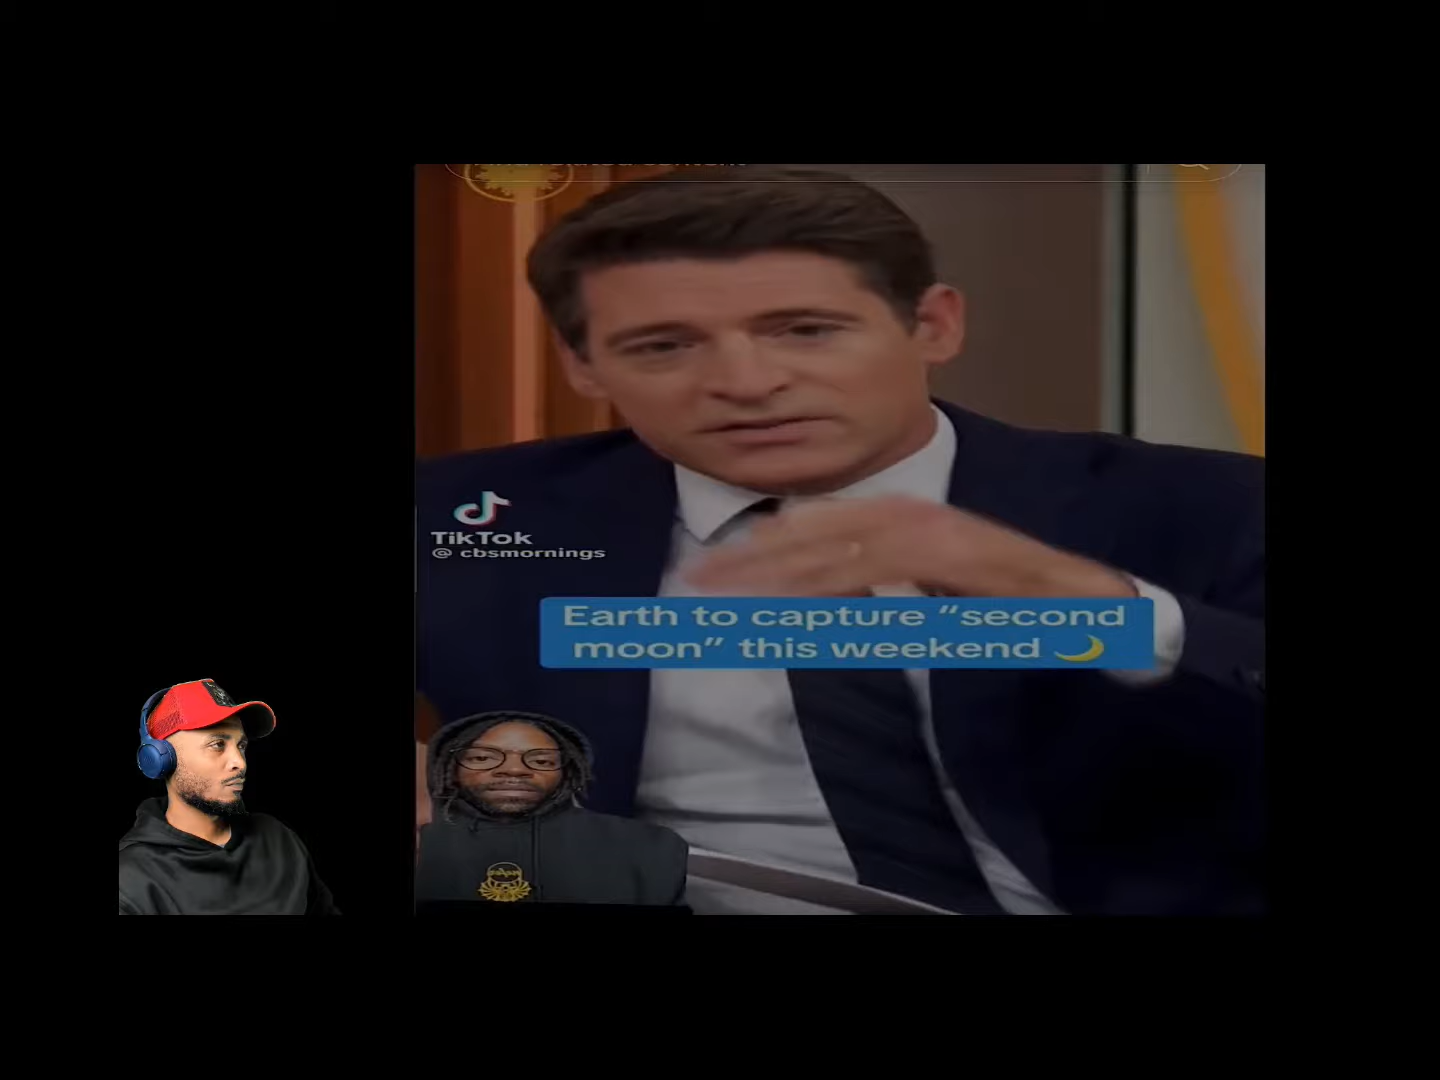 TikTok
@ cbsmornings
Earth to capture “second
moon” this weekend 🌙